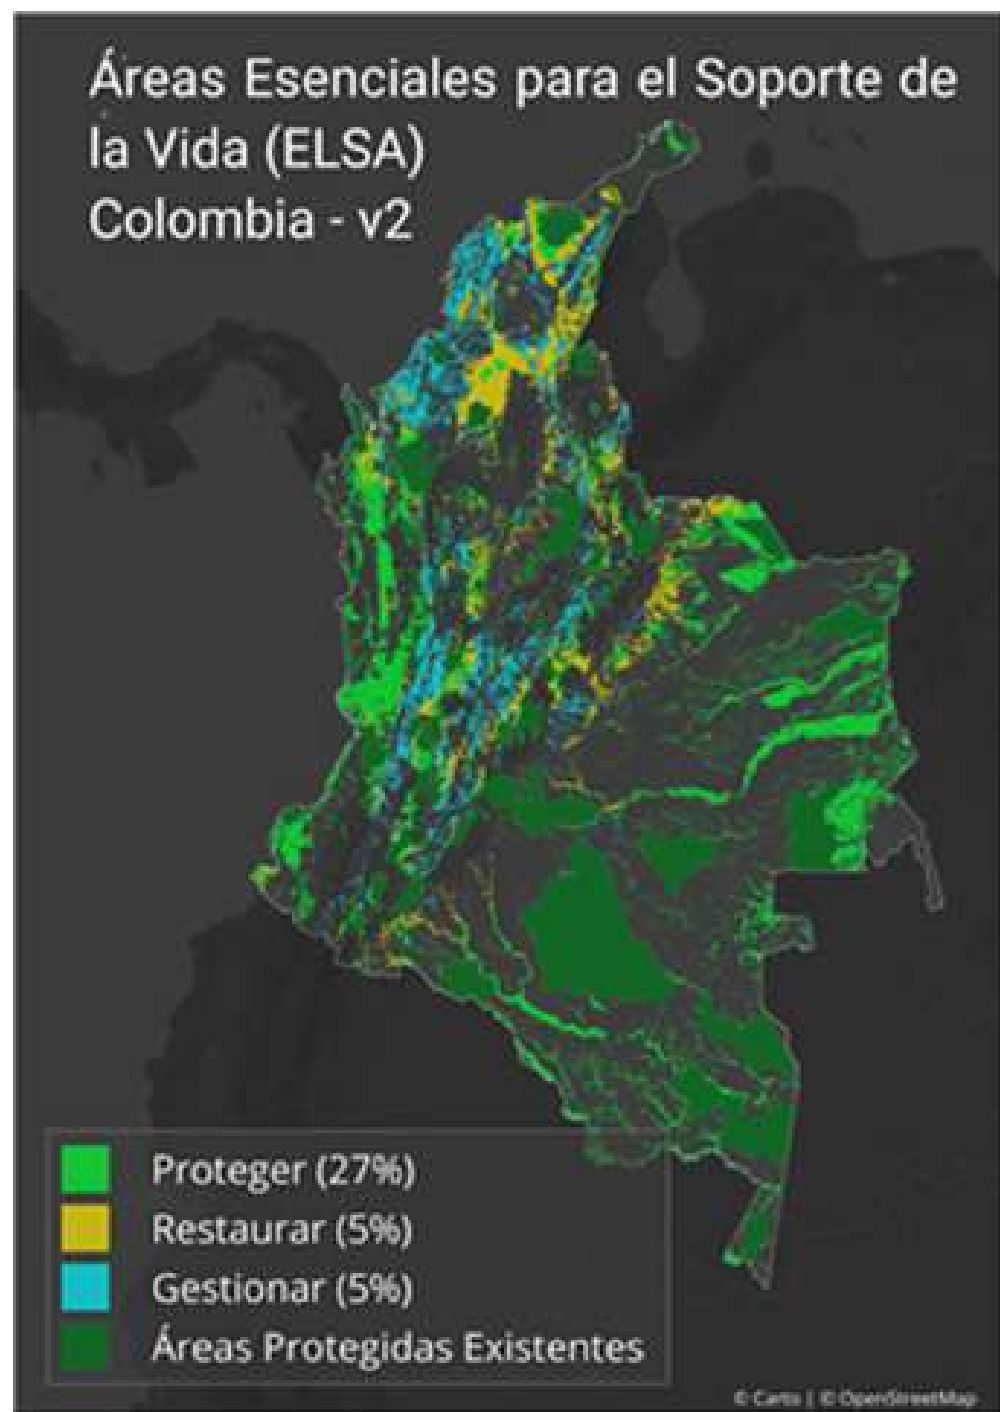 Áreas Esenciales para el Soporte de
la Vida (ELSA)
Colombia - v2
Proteger (27%)
Restaurar (5%)
Gestionar (5%)
Áreas Protegidas Existentes
© Carto | © OpenStreetMap